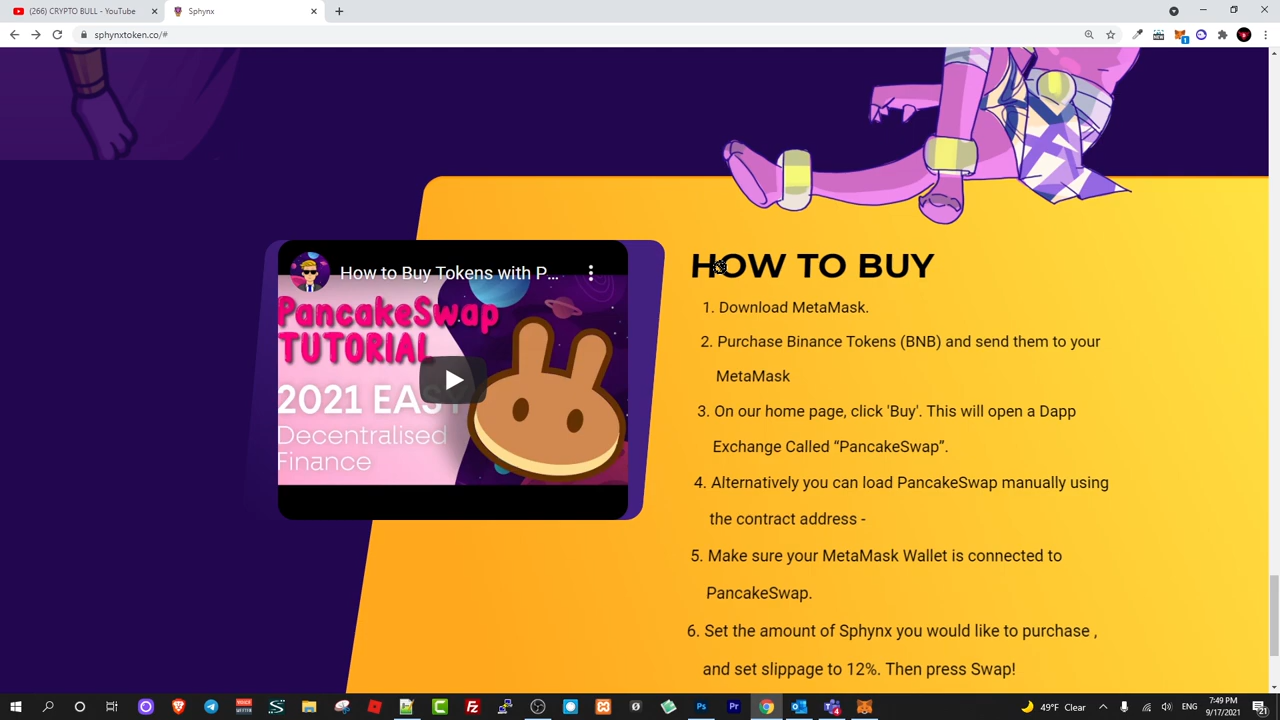 (266) CRYPTO BULL - YouTube
Sphynx
sphynxtoken.co/#
1
How to Buy Tokens with P...
PancakeSwap
TUTORIAL
2021 EASY
Decentralised
Finance
HOW TO BUY
1. Download MetaMask.
2. Purchase Binance Tokens (BNB) and send them to your
MetaMask
3. On our home page, click 'Buy'. This will open a Dapp
Exchange Called “PancakeSwap”.
4. Alternatively you can load PancakeSwap manually using
the contract address -
5. Make sure your MetaMask Wallet is connected to
PancakeSwap.
6. Set the amount of Sphynx you would like to purchase ,
and set slippage to 12%. Then press Swap!
49°F Clear
7:49 PM
9/17/2021